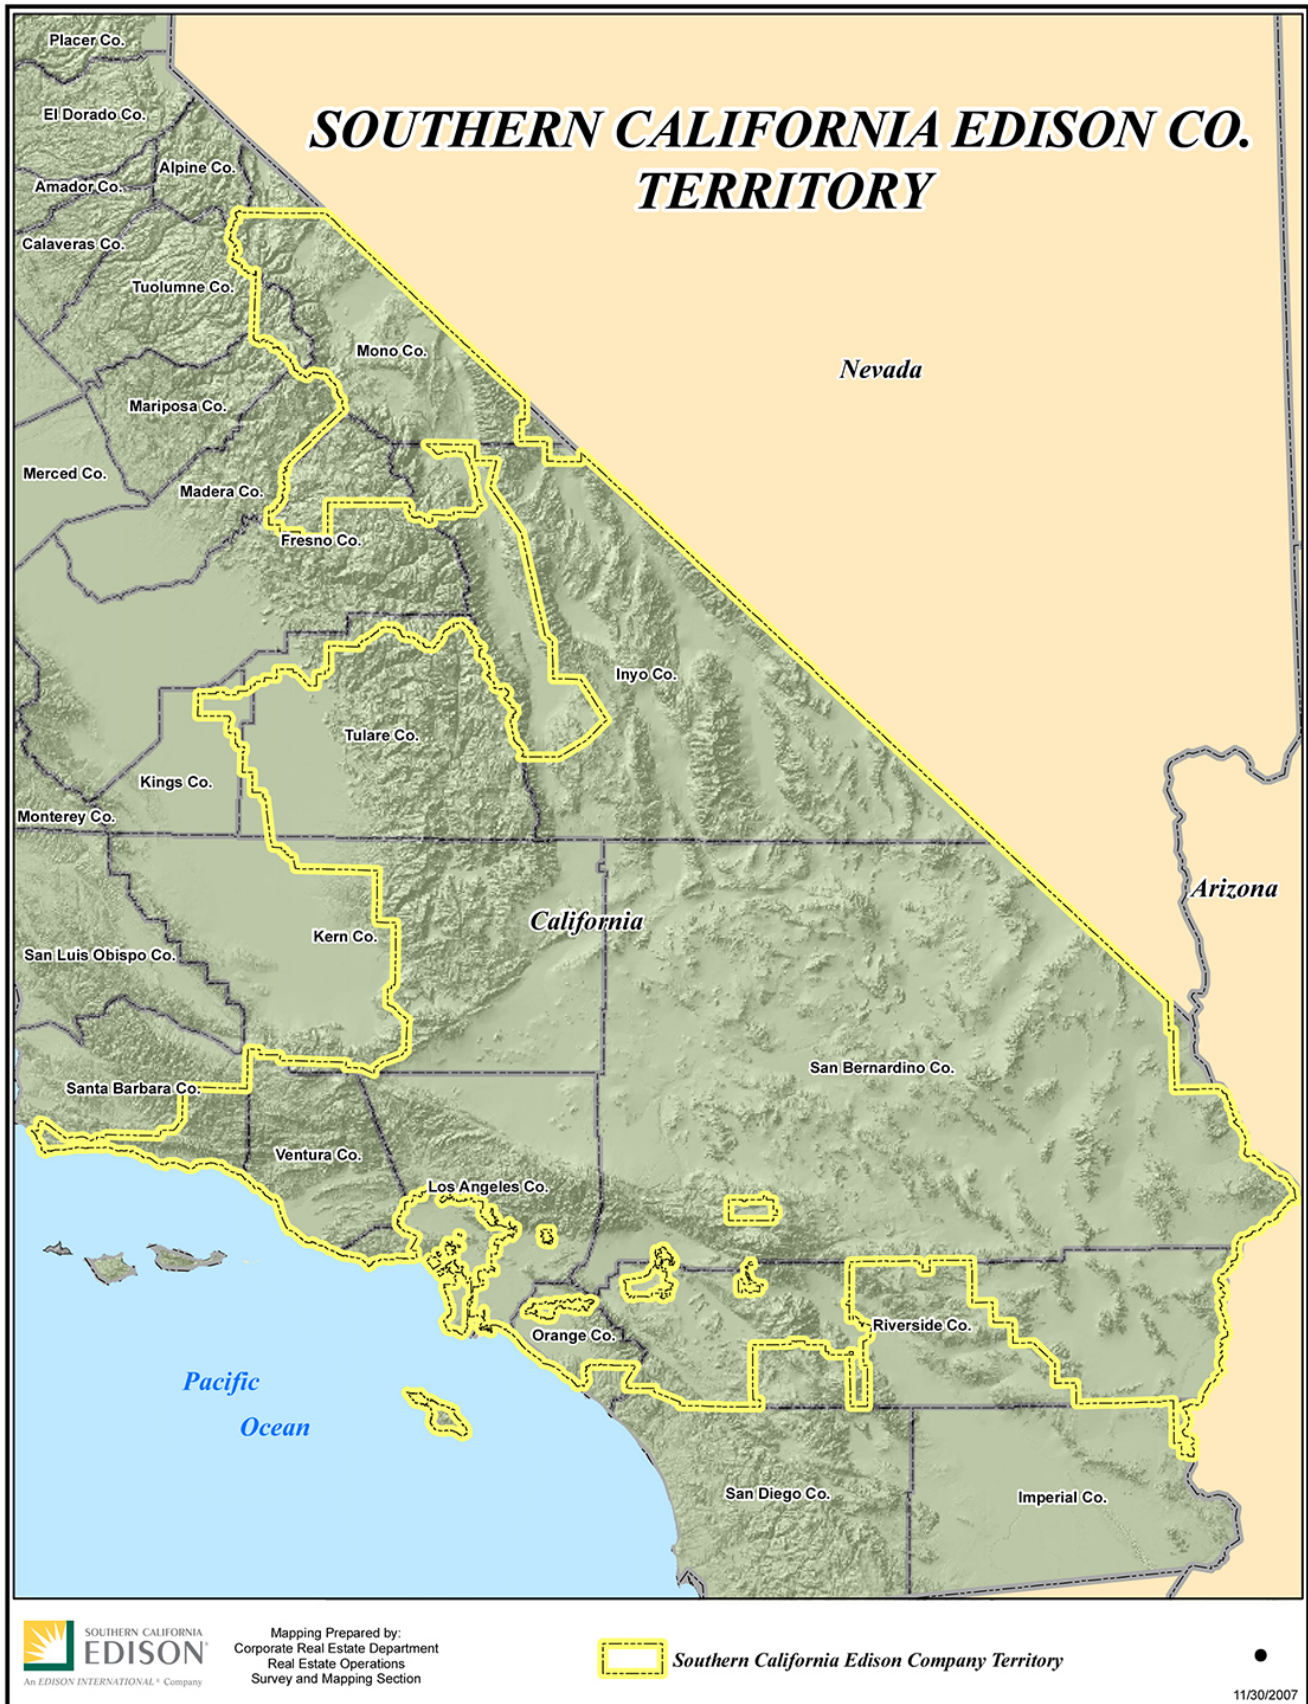 SOUTHERN CALIFORNIA EDISON CO.
TERRITORY
Placer Co.
El Dorado Co.
Alpine Co.
Amador Co.
Calaveras Co.
Tuolumne Co.
Mono Co.
Nevada
Mariposa Co.
Merced Co.
Madera Co.
Fresno Co.
Inyo Co.
Tulare Co.
Kings Co.
Monterey Co.
Arizona
California
Kern Co.
San Luis Obispo Co.
San Bernardino Co.
Santa Barbara Co.
Ventura Co.
Los Angeles Co.
Riverside Co.
Orange Co.
Pacific
Ocean
San Diego Co.
Imperial Co.
SOUTHERN CALIFORNIA
EDISON®
An EDISON INTERNATIONAL® Company
Mapping Prepared by:
Corporate Real Estate Department
Real Estate Operations
Survey and Mapping Section
Southern California Edison Company Territory
11/30/2007